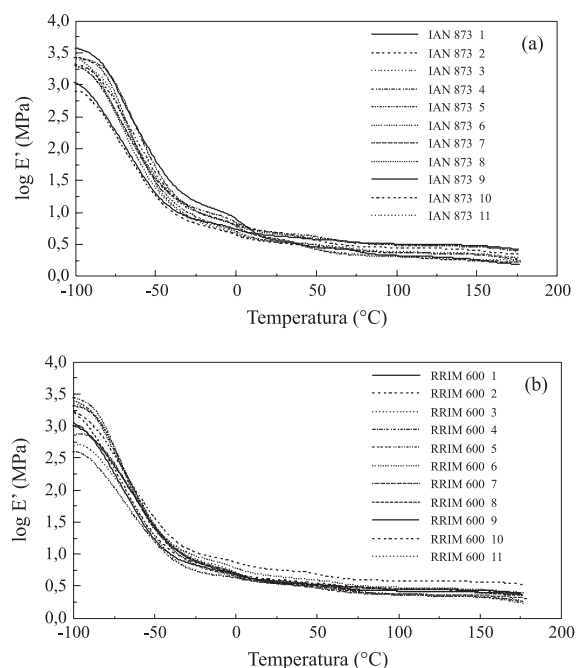 (a)
IAN 873 1
IAN 873 2
IAN 873 3
IAN 873 4
IAN 873 5
IAN 873 6
IAN 873 7
IAN 873 8
IAN 873 9
IAN 873 10
IAN 873 11
log E' (MPa)
4,0
3,5
3,0
2,5
2,0
1,5
1,0
0,5
0,0
-100 -50 0 50 100 150 200
Temperatura (°C)
(b)
RRIM 600 1
RRIM 600 2
RRIM 600 3
RRIM 600 4
RRIM 600 5
RRIM 600 6
RRIM 600 7
RRIM 600 8
RRIM 600 9
RRIM 600 10
RRIM 600 11
log E' (MPa)
4,0
3,5
3,0
2,5
2,0
1,5
1,0
0,5
0,0
-100 -50 0 50 100 150 200
Temperatura (°C)